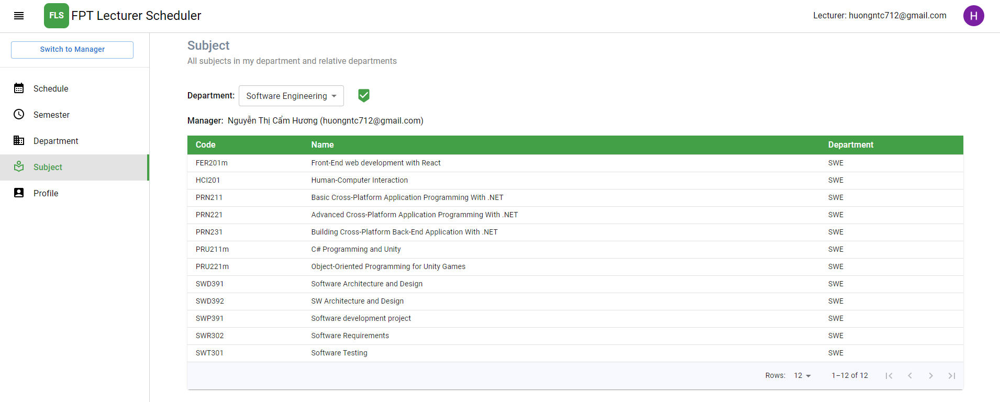 FLS FPT Lecturer Scheduler Lecturer: huongntc712@gmail.com H
Switch to Manager
Schedule
Semester
Department
Subject
Profile
Subject
All subjects in my department and relative departments
Department: Software Engineering
Manager: Nguyễn Thị Cẩm Hương (huongntc712@gmail.com)
Code Name Department
FER201m Front-End web development with React SWE
HCI201 Human-Computer Interaction SWE
PRN211 Basic Cross-Platform Application Programming With .NET SWE
PRN221 Advanced Cross-Platform Application Programming With .NET SWE
PRN231 Building Cross-Platform Back-End Application With .NET SWE
PRU211m C# Programming and Unity SWE
PRU221m Object-Oriented Programming for Unity Games SWE
SWD391 Software Architecture and Design SWE
SWD392 SW Architecture and Design SWE
SWP391 Software development project SWE
SWR302 Software Requirements SWE
SWT301 Software Testing SWE
Rows: 12 1–12 of 12